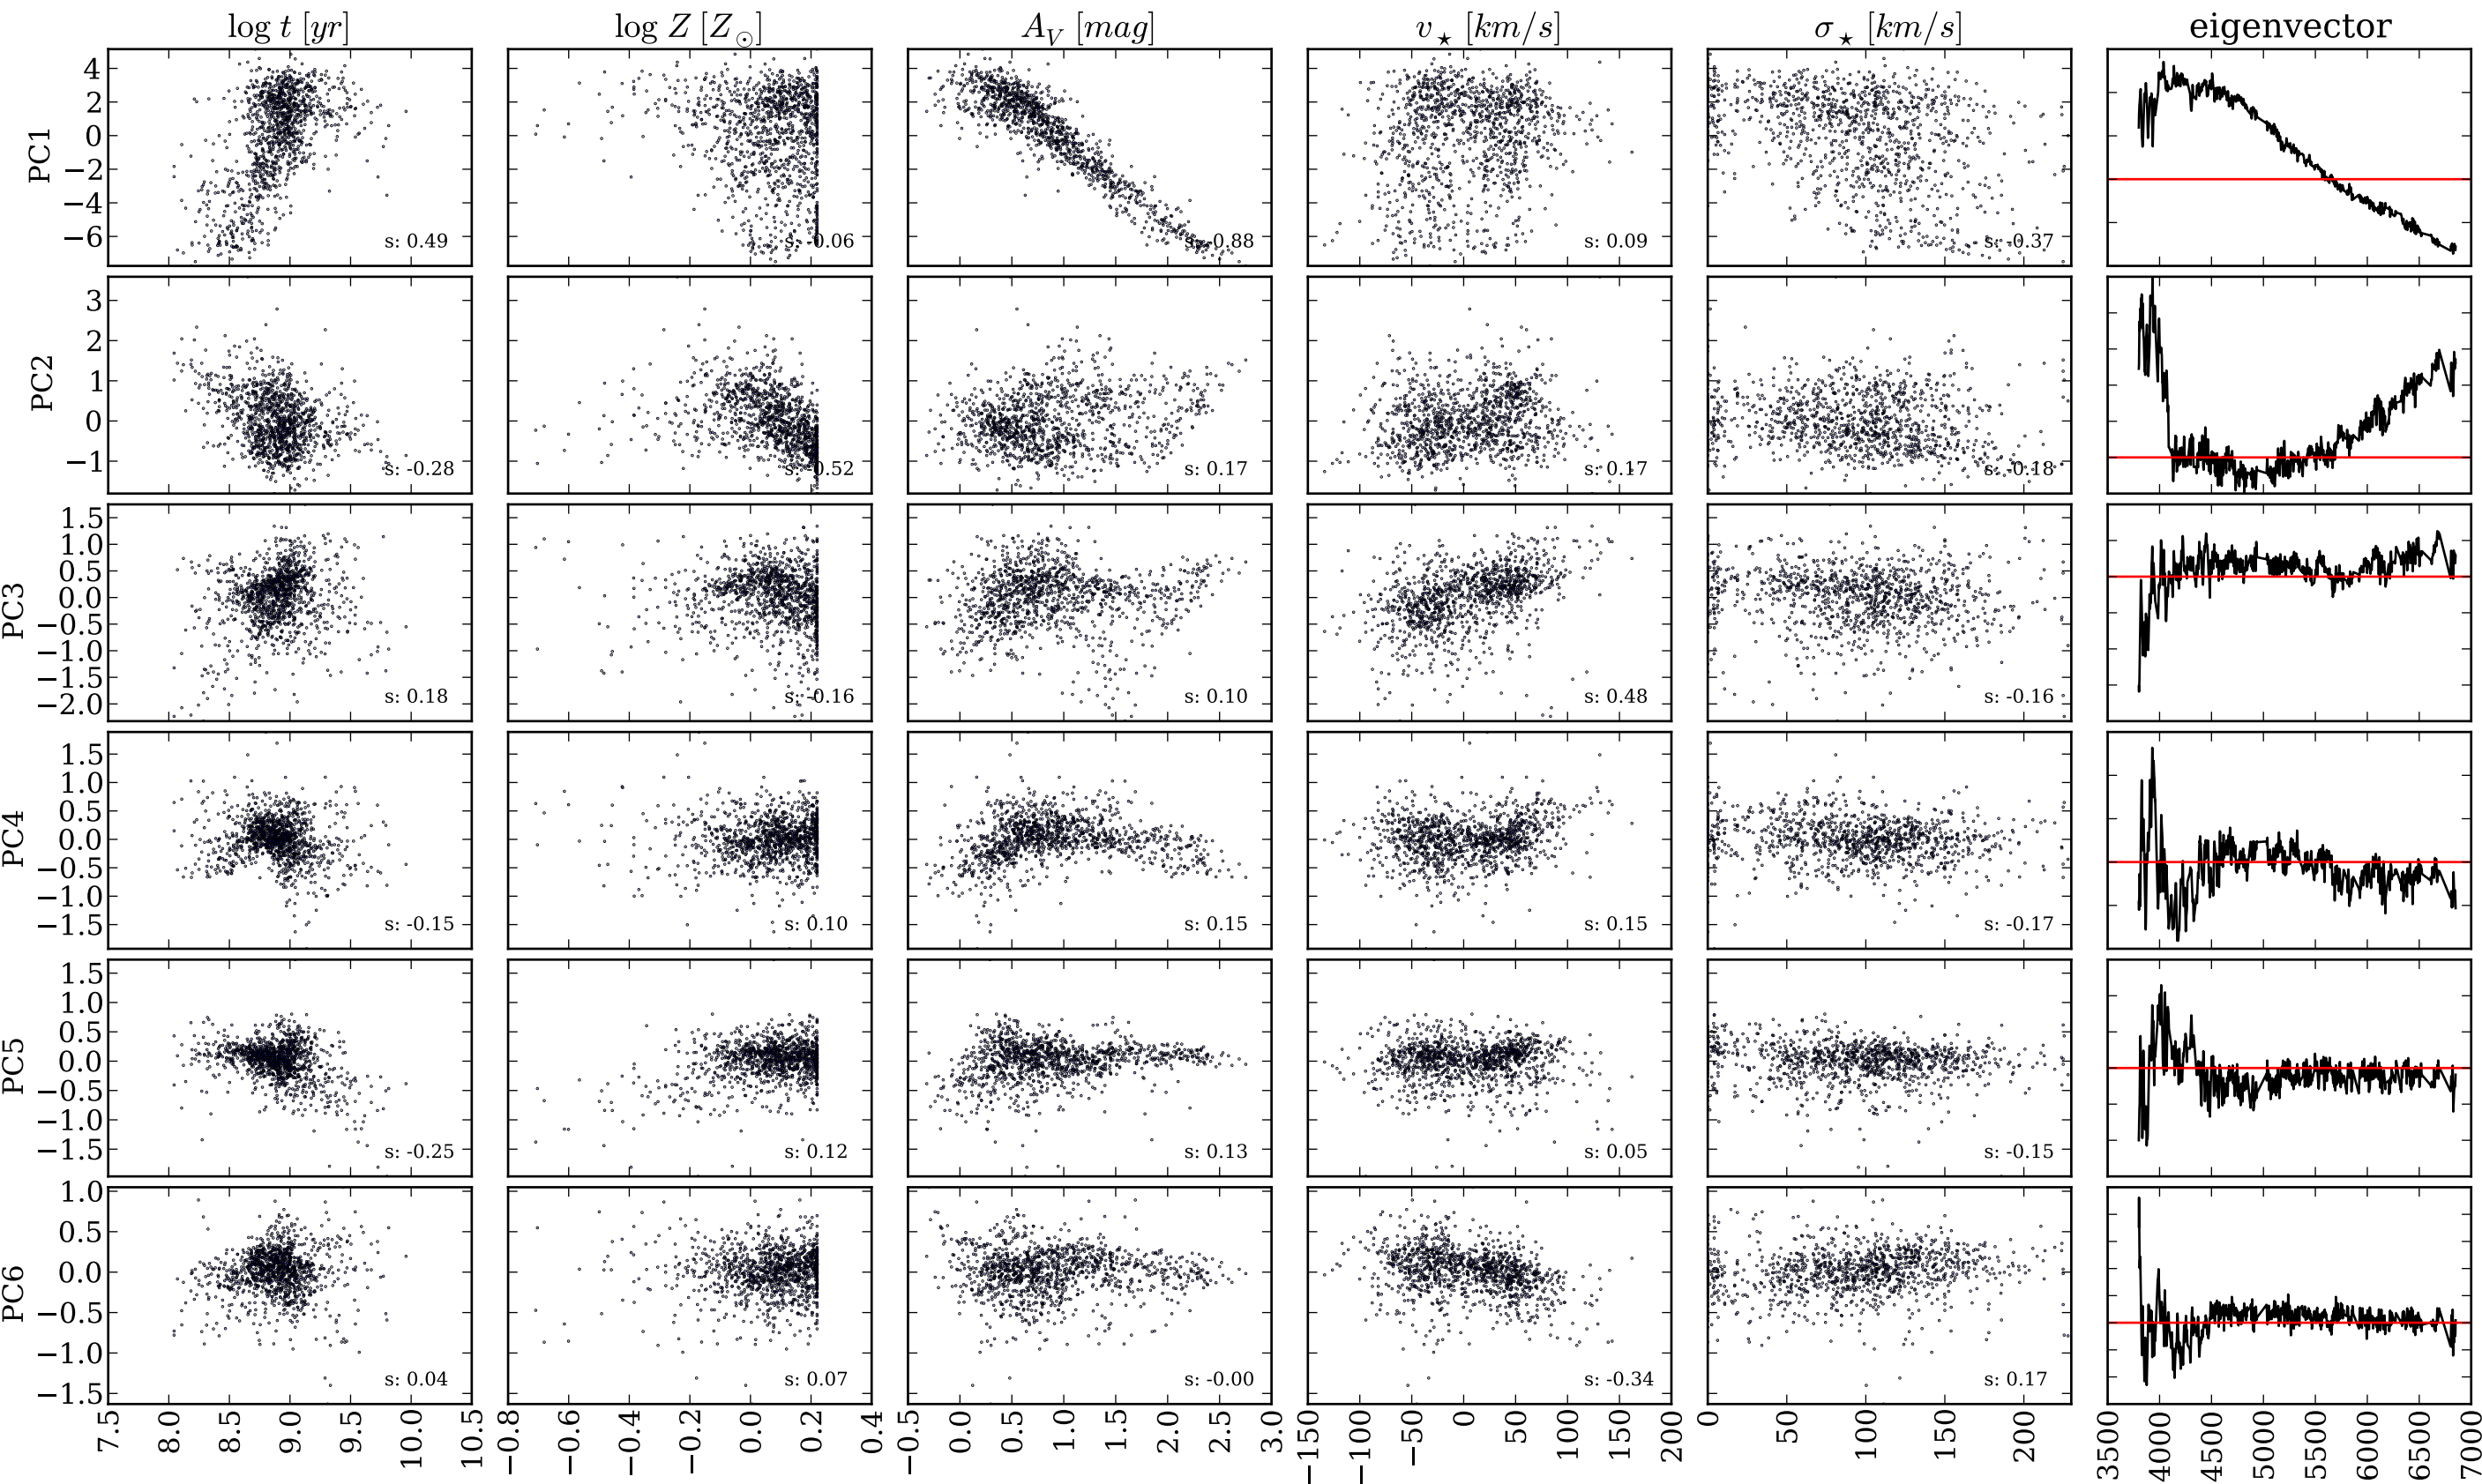 log t [yr] log Z [Z⊙] A_V [mag] v⋆ [km/s] σ⋆ [km/s] eigenvector
PC1
4
2
0
−2
−4
−6
s: 0.49 s: -0.06 s: -0.88 s: 0.09 s: -0.37
PC2
3
2
1
0
−1
s: -0.28 s: -0.52 s: 0.17 s: 0.17 s: -0.18
PC3
1.5
1.0
0.5
0.0
−0.5
−1.0
−1.5
−2.0
s: 0.18 s: -0.16 s: 0.10 s: 0.48 s: -0.16
PC4
1.5
1.0
0.5
0.0
−0.5
−1.0
−1.5
s: -0.15 s: 0.10 s: 0.15 s: 0.15 s: -0.17
PC5
1.5
1.0
0.5
0.0
−0.5
−1.0
−1.5
s: -0.25 s: 0.12 s: 0.13 s: 0.05 s: -0.15
PC6
1.0
0.5
0.0
−0.5
−1.0
−1.5
s: 0.04 s: 0.07 s: -0.00 s: -0.34 s: 0.17
7.5 8.0 8.5 9.0 9.5 10.0 10.5 −0.8 −0.6 −0.4 −0.2 0.0 0.2 0.4 −0.5 0.0 0.5 1.0 1.5 2.0 2.5 3.0 −150 −100 −50 0 50 100 150 200 0 50 100 150 200 3500 4000 4500 5000 5500 6000 6500 7000